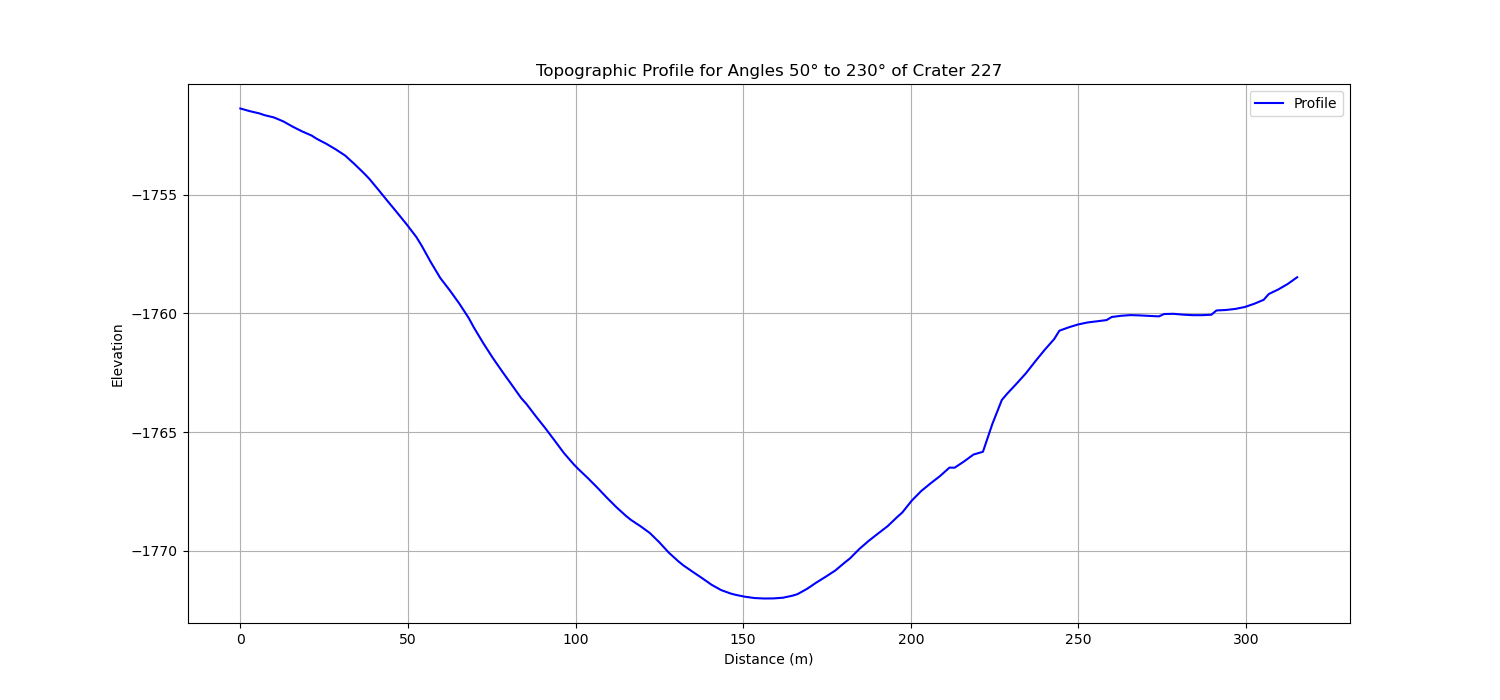 Topographic Profile for Angles 50° to 230° of Crater 227
Profile
−1755
−1760
−1765
−1770
Elevation
0 50 100 150 200 250 300
Distance (m)